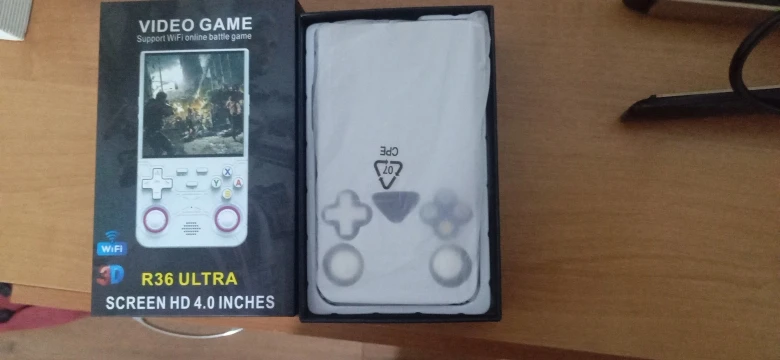 VIDEO GAME
Support WiFi online battle game
X
Y
A
B
WiFi
3D
R36 ULTRA
SCREEN HD 4.0 INCHES
07
CPE